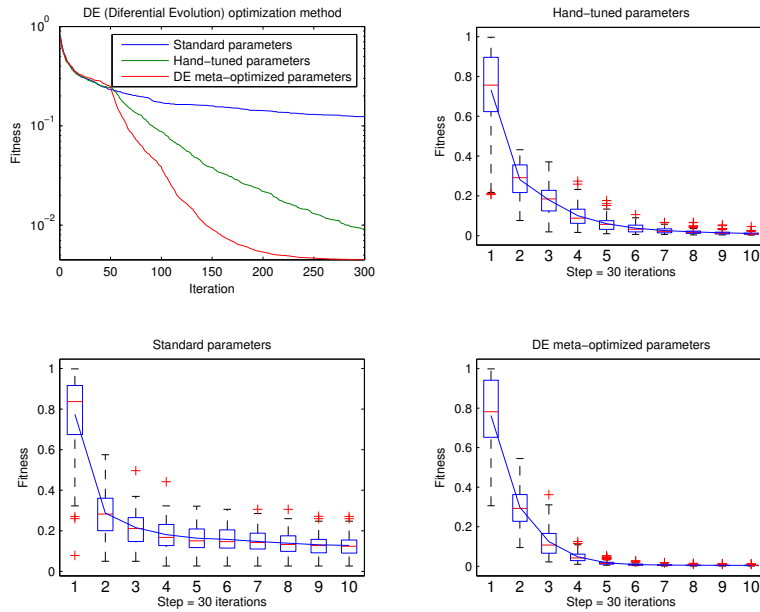 DE (Diferential Evolution) optimization method
10^0
10^-1
10^-2
Fitness
Standard parameters
Hand-tuned parameters
DE meta-optimized parameters
0 50 100 150 200 250 300
Iteration
Hand-tuned parameters
1
0.8
0.6
0.4
0.2
0
Fitness
1 2 3 4 5 6 7 8 9 10
Step = 30 iterations
Standard parameters
1
0.8
0.6
0.4
0.2
0
Fitness
1 2 3 4 5 6 7 8 9 10
Step = 30 iterations
DE meta-optimized parameters
1
0.8
0.6
0.4
0.2
0
Fitness
1 2 3 4 5 6 7 8 9 10
Step = 30 iterations